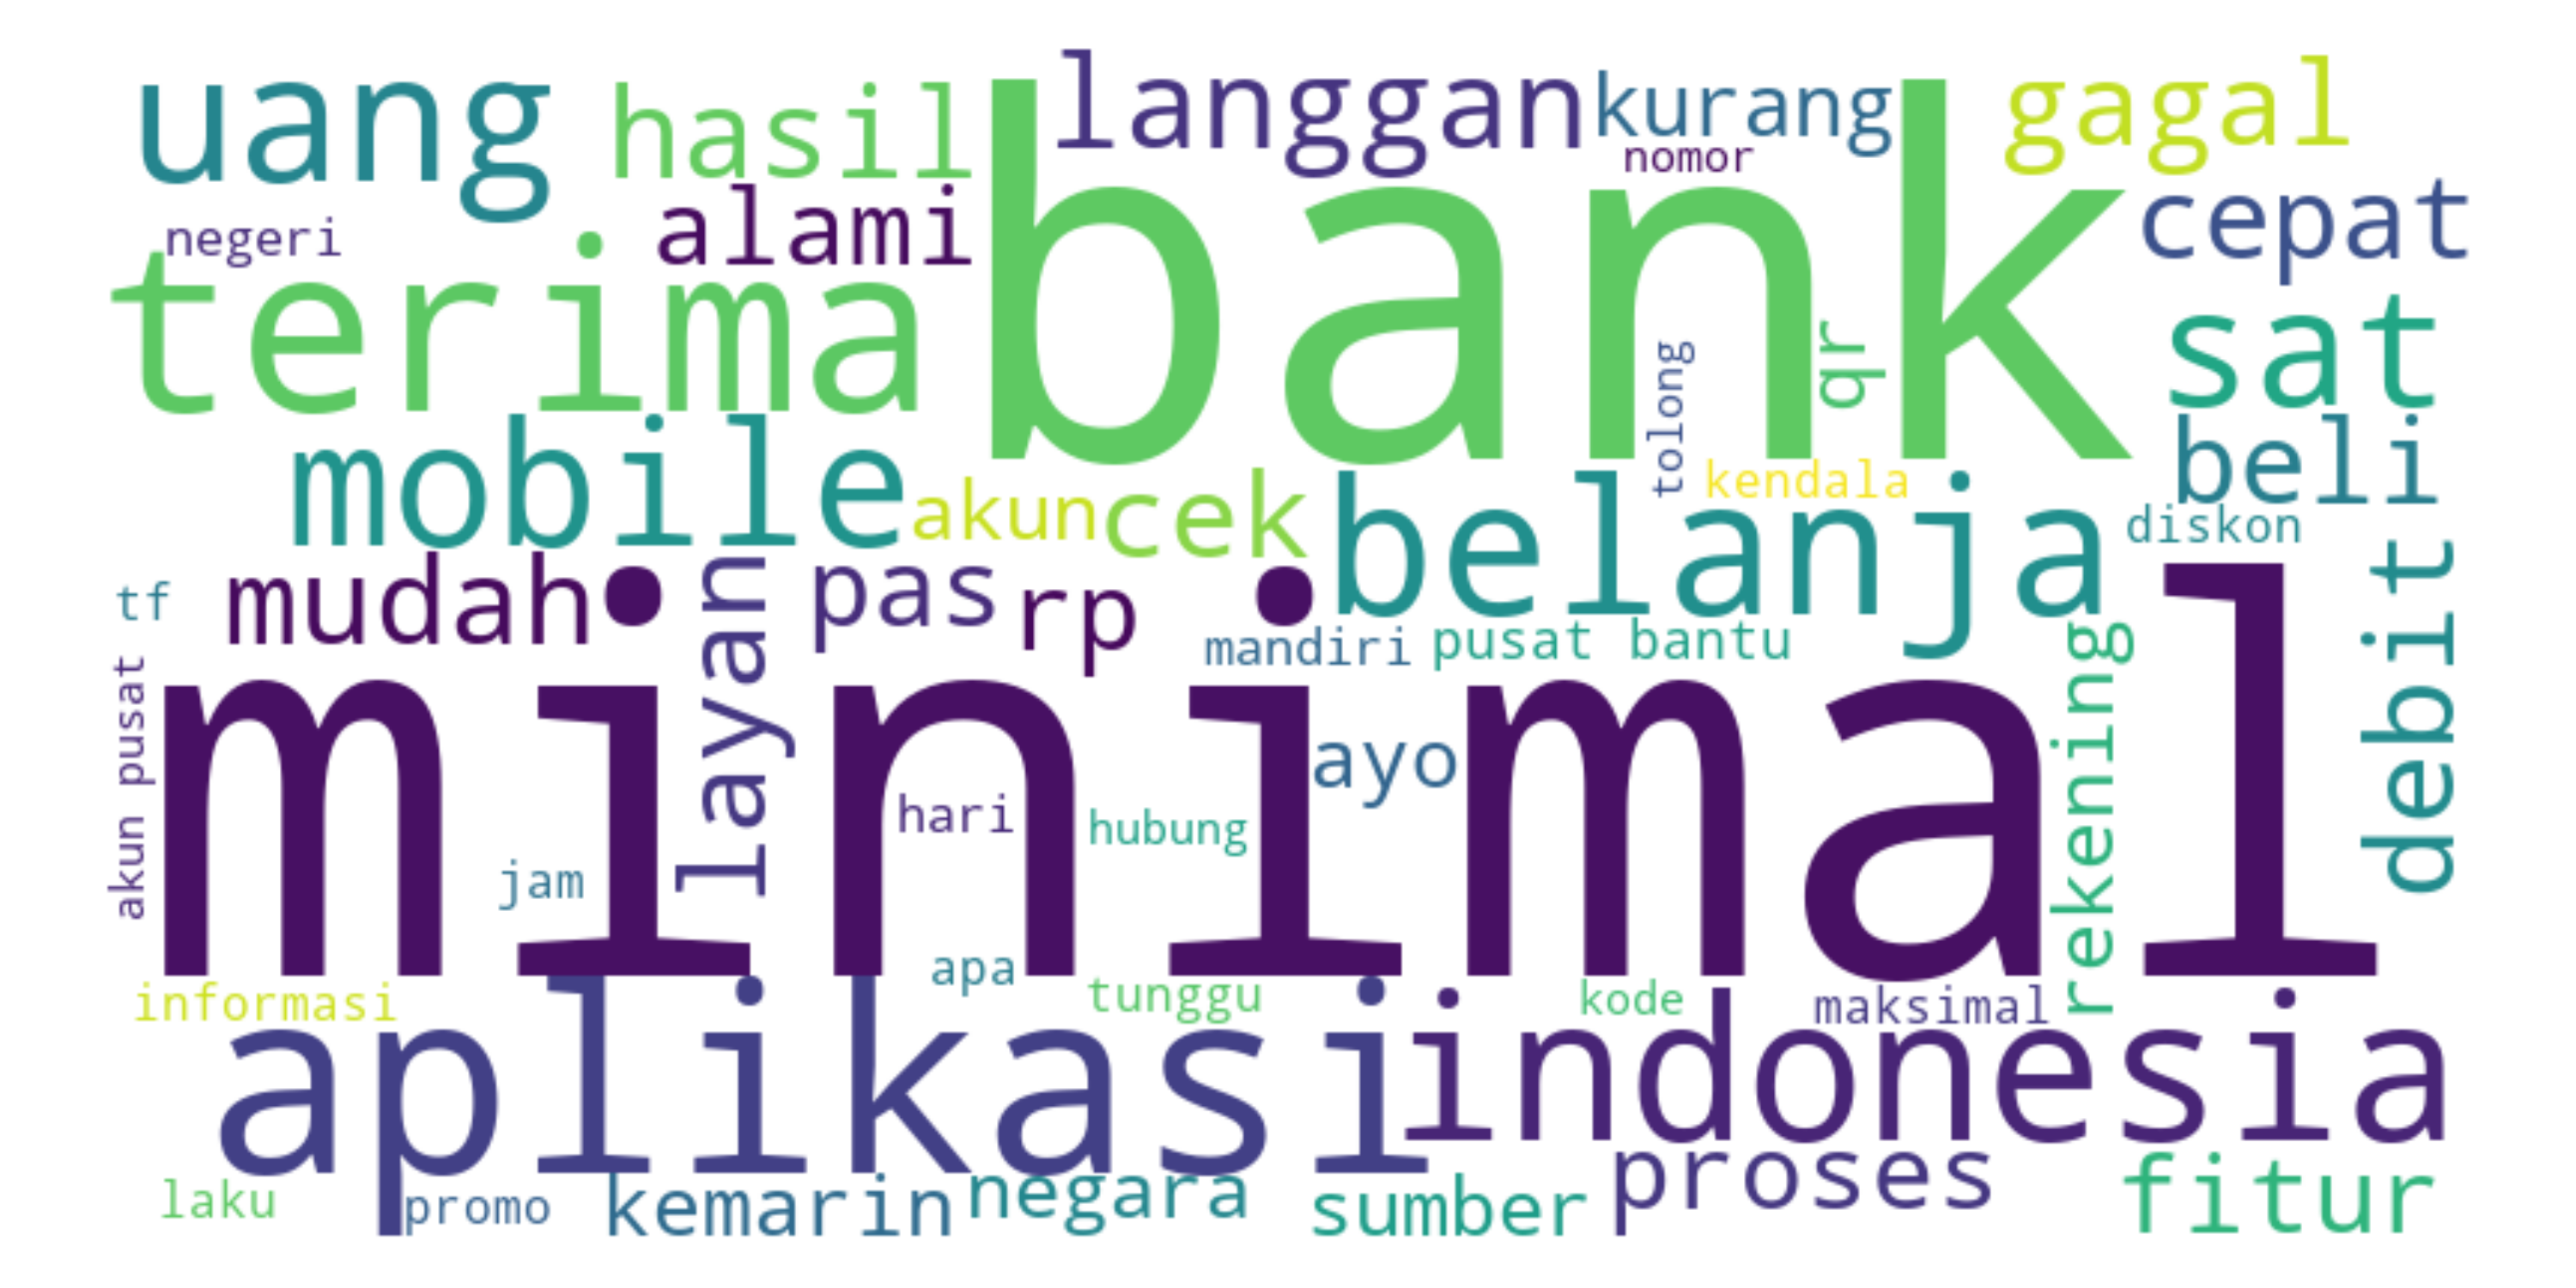 uang
hasil
langgan
kurang
gagal
nomor
negeri
alami
bank
cepat
terima
qr
sat
tolong
mobile
akun
cek
kendala
beli
belanja
diskon
tf
mudah
layan
pas
rp
mandiri
pusat bantu
debit
akun pusat
minimal
rekening
ayo
hari
hubung
jam
apa
informasi
tunggu
kode
maksimal
aplikasi
indonesia
laku
promo
kemarin
negara
sumber
proses
fitur